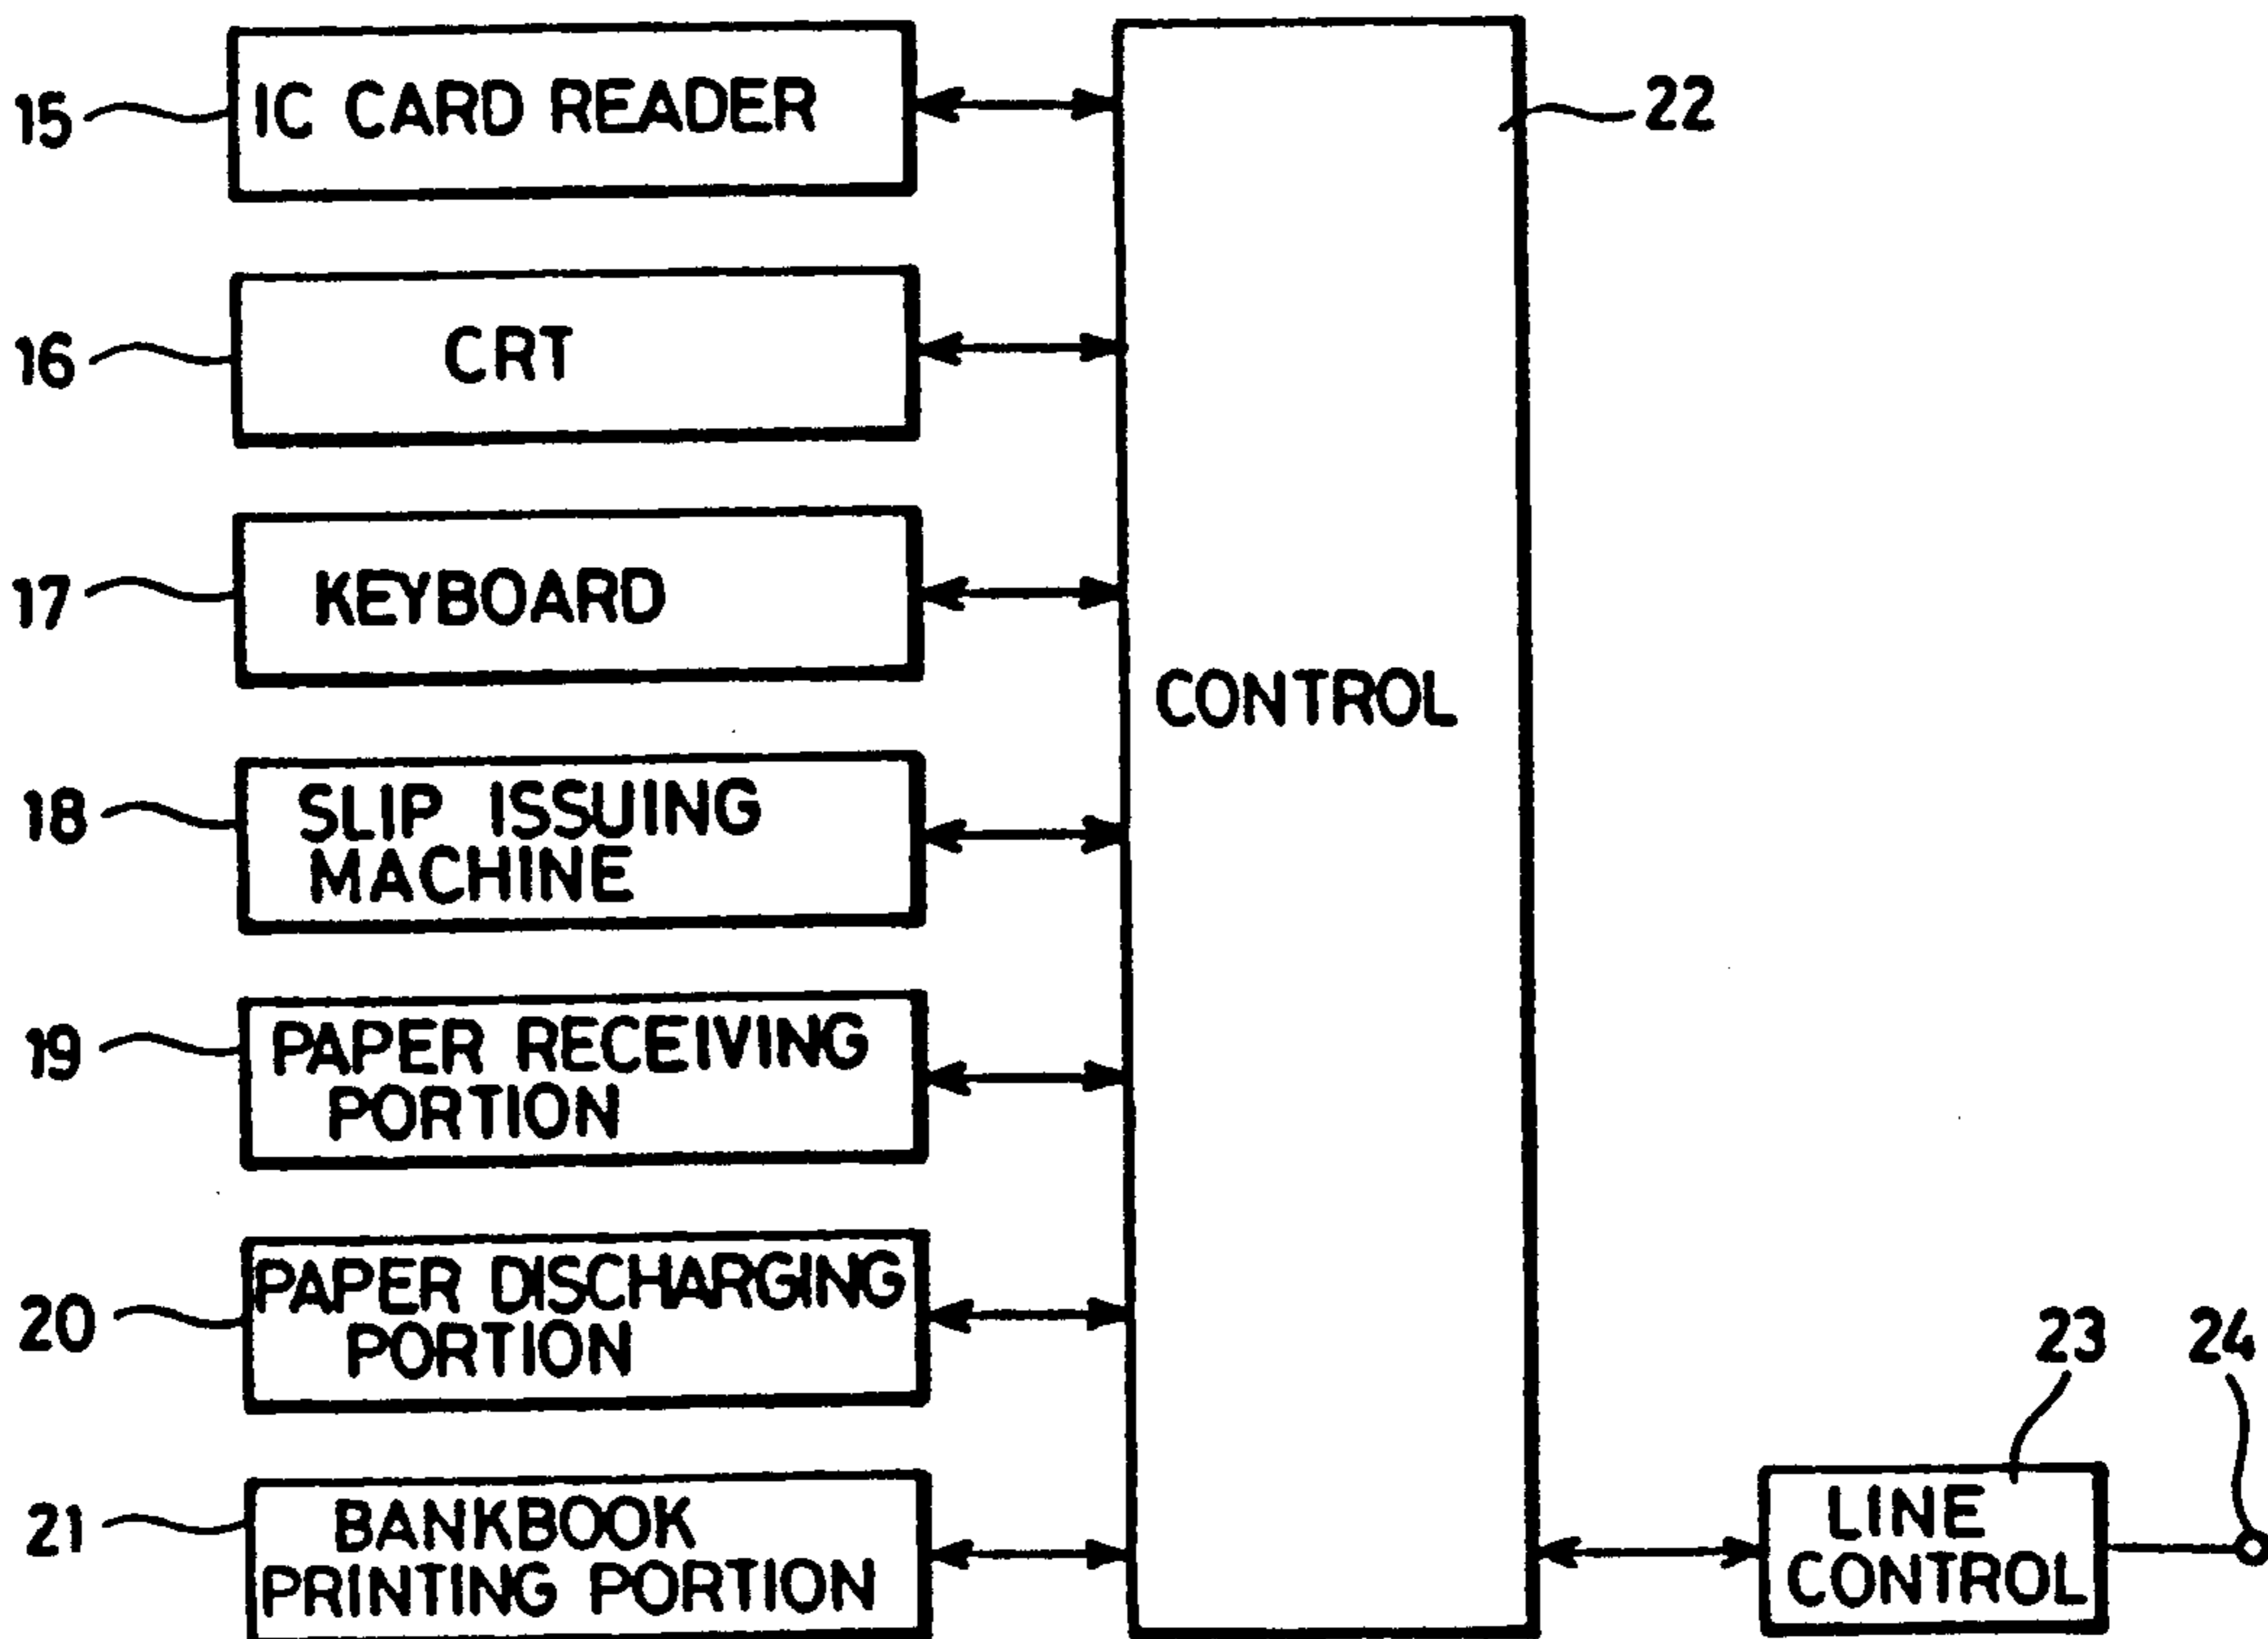 15
IC CARD READER
22
16
CRT
17
KEYBOARD
CONTROL
18
SLIP ISSUING
MACHINE
19
PAPER RECEIVING
PORTION
20
PAPER DISCHARGING
PORTION
23
24
21
BANKBOOK
PRINTING PORTION
LINE
CONTROL